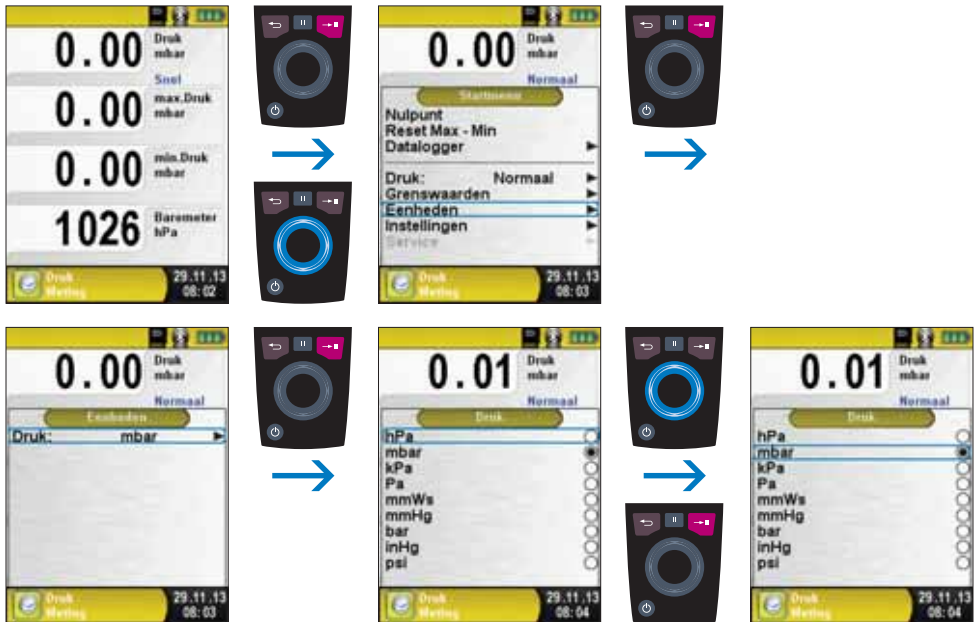 0.00 Druk mbar
Snel
0.00 max.Druk mbar
0.00 min.Druk mbar
1026 Barometer hPa
Druk Meting
29.11.13
08:02
0.00 Druk mbar
Normaal
Startmenu
Nulpunt
Reset Max - Min
Datalogger
Druk: Normaal
Grenswaarden
Eenheden
Instellingen
Service
Druk Meting
29.11.13
08:03
0.00 Druk mbar
Normaal
Eenheden
Druk: mbar
Druk Meting
29.11.13
08:03
0.01 Druk mbar
Normaal
Druk
hPa
mbar
kPa
Pa
mmWs
mmHg
bar
inHg
psi
Druk Meting
29.11.13
08:04
0.01 Druk mbar
Normaal
Druk
hPa
mbar
kPa
Pa
mmWs
mmHg
bar
inHg
psi
Druk Meting
29.11.13
08:04